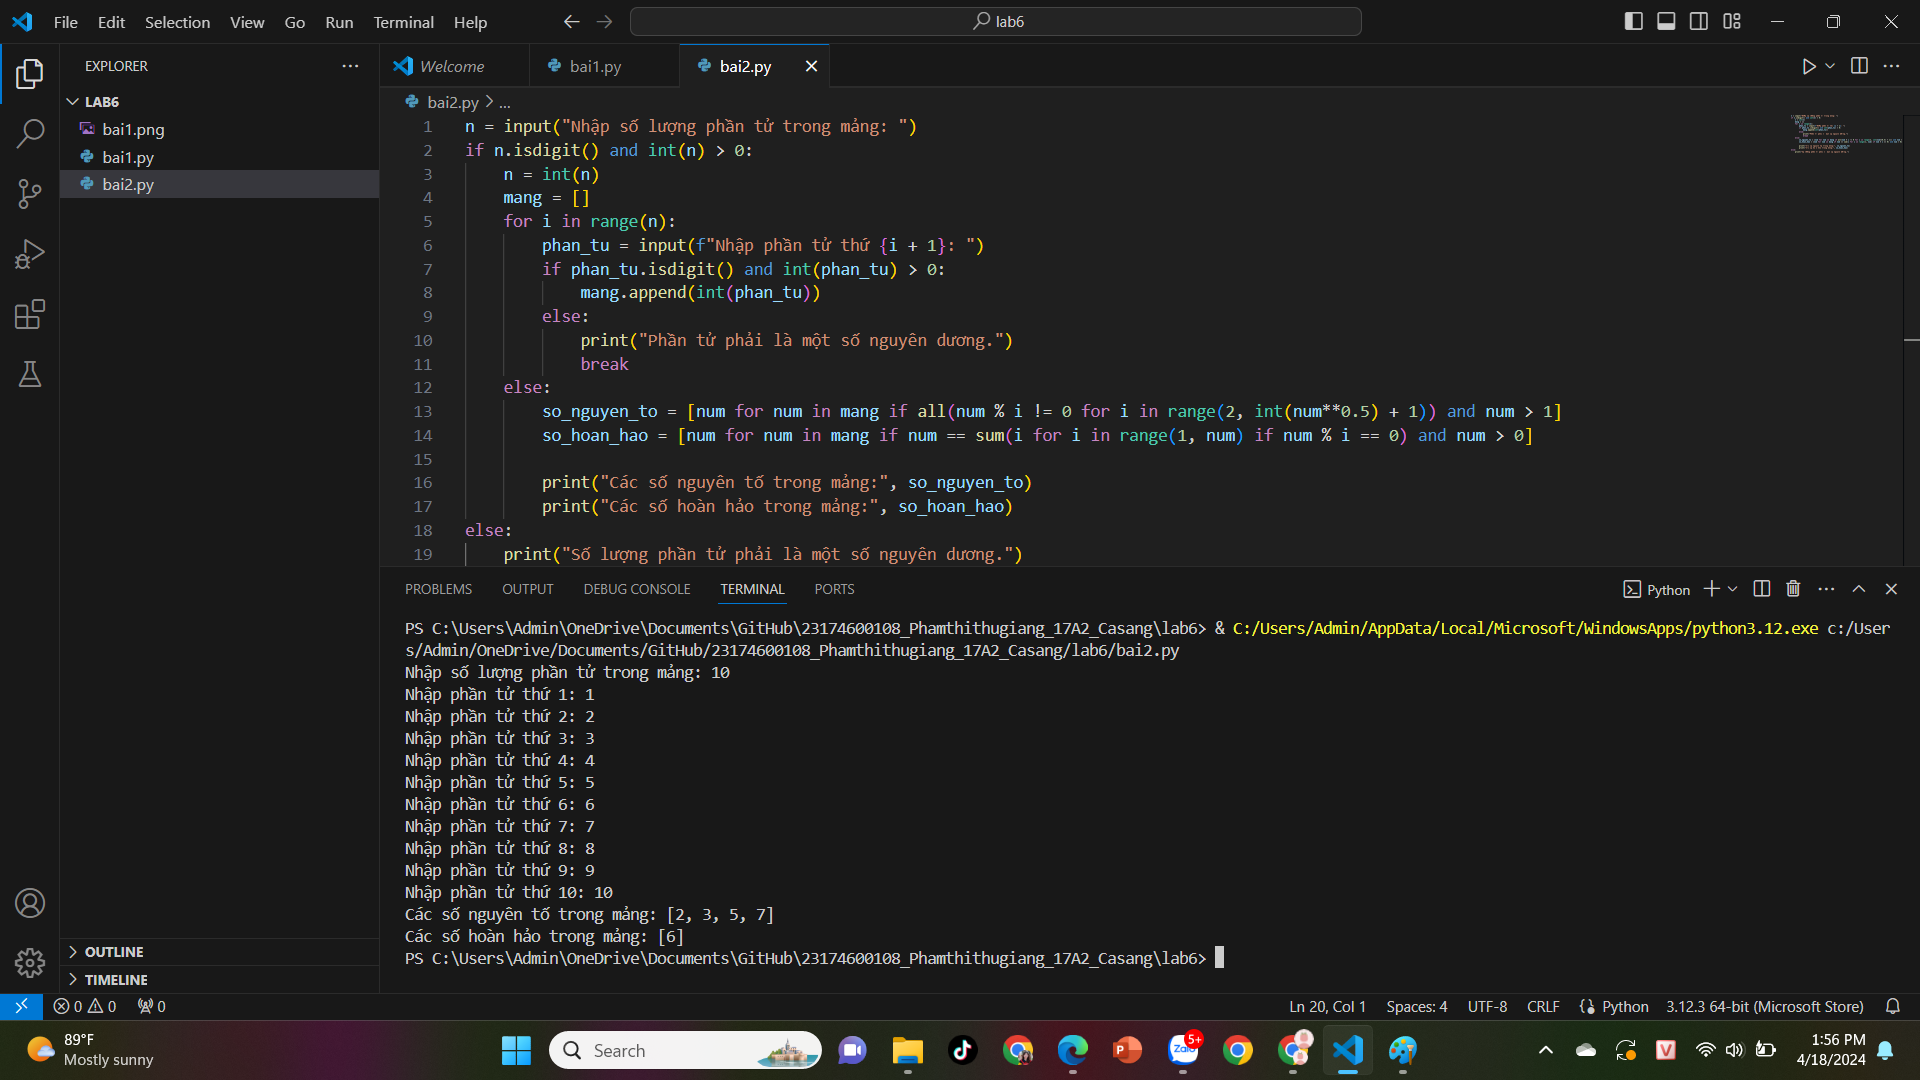 File Edit Selection View Go Run Terminal Help
lab6
EXPLORER
LAB6
bai1.png
bai1.py
bai2.py
OUTLINE
TIMELINE
Welcome bai1.py bai2.py
bai2.py > ...
1 n = input("Nhập số lượng phần tử trong mảng: ")
2 if n.isdigit() and int(n) > 0:
3 n = int(n)
4 mang = []
5 for i in range(n):
6 phan_tu = input(f"Nhập phần tử thứ {i + 1}: ")
7 if phan_tu.isdigit() and int(phan_tu) > 0:
8 mang.append(int(phan_tu))
9 else:
10 print("Phần tử phải là một số nguyên dương.")
11 break
12 else:
13 so_nguyen_to = [num for num in mang if all(num % i != 0 for i in range(2, int(num**0.5) + 1)) and num > 1]
14 so_hoan_hao = [num for num in mang if num == sum(i for i in range(1, num) if num % i == 0) and num > 0]
15
16 print("Các số nguyên tố trong mảng:", so_nguyen_to)
17 print("Các số hoàn hảo trong mảng:", so_hoan_hao)
18 else:
19 print("Số lượng phần tử phải là một số nguyên dương.")
PROBLEMS OUTPUT DEBUG CONSOLE TERMINAL PORTS
Python
PS C:\Users\Admin\OneDrive\Documents\GitHub\23174600108_Phamthithugiang_17A2_Casang\lab6> & C:/Users/Admin/AppData/Local/Microsoft/WindowsApps/python3.12.exe c:/User
s/Admin/OneDrive/Documents/GitHub/23174600108_Phamthithugiang_17A2_Casang/lab6/bai2.py
Nhập số lượng phần tử trong mảng: 10
Nhập phần tử thứ 1: 1
Nhập phần tử thứ 2: 2
Nhập phần tử thứ 3: 3
Nhập phần tử thứ 4: 4
Nhập phần tử thứ 5: 5
Nhập phần tử thứ 6: 6
Nhập phần tử thứ 7: 7
Nhập phần tử thứ 8: 8
Nhập phần tử thứ 9: 9
Nhập phần tử thứ 10: 10
Các số nguyên tố trong mảng: [2, 3, 5, 7]
Các số hoàn hảo trong mảng: [6]
PS C:\Users\Admin\OneDrive\Documents\GitHub\23174600108_Phamthithugiang_17A2_Casang\lab6>
0 0 0
Ln 20, Col 1 Spaces: 4 UTF-8 CRLF Python 3.12.3 64-bit (Microsoft Store)
89°F
Mostly sunny
Search
Zalo
5+
1:56 PM
4/18/2024